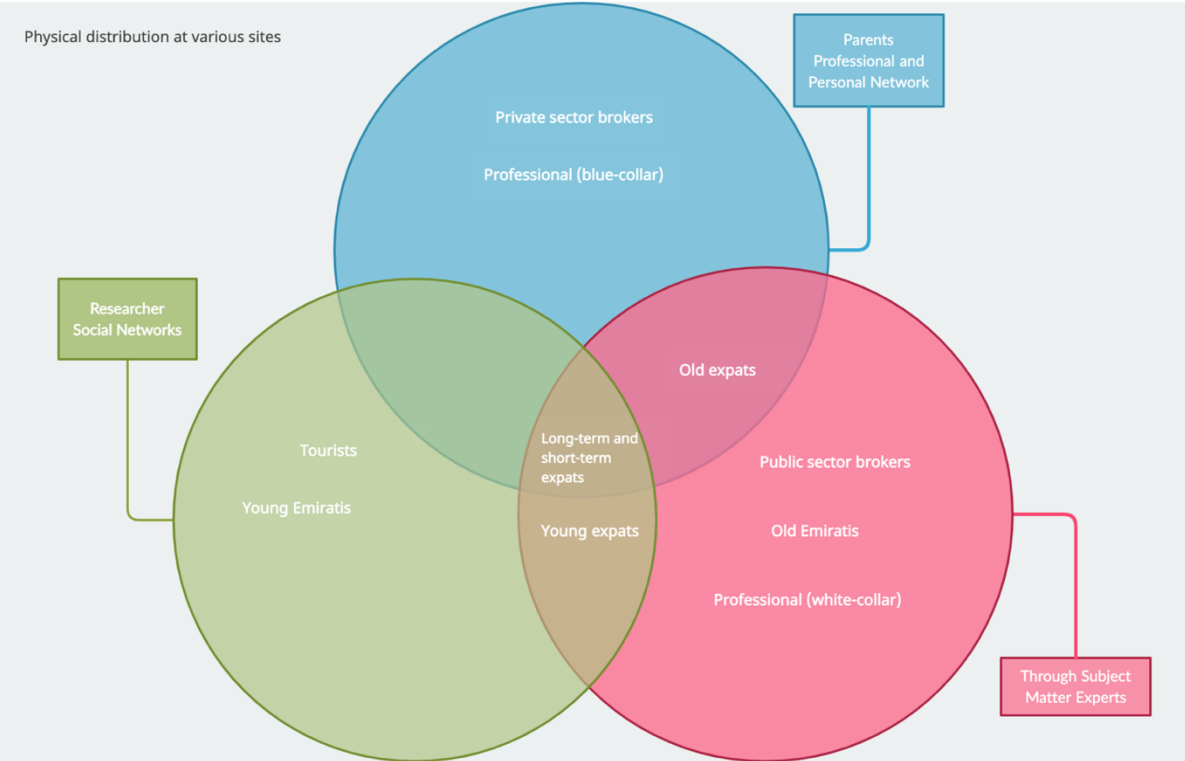 Physical distribution at various sites
Parents
Professional and
Personal Network
Private sector brokers
Professional (blue-collar)
Researcher
Social Networks
Old expats
Tourists
Long-term and
short-term
expats
Public sector brokers
Young Emiratis
Young expats
Old Emiratis
Professional (white-collar)
Through Subject
Matter Experts